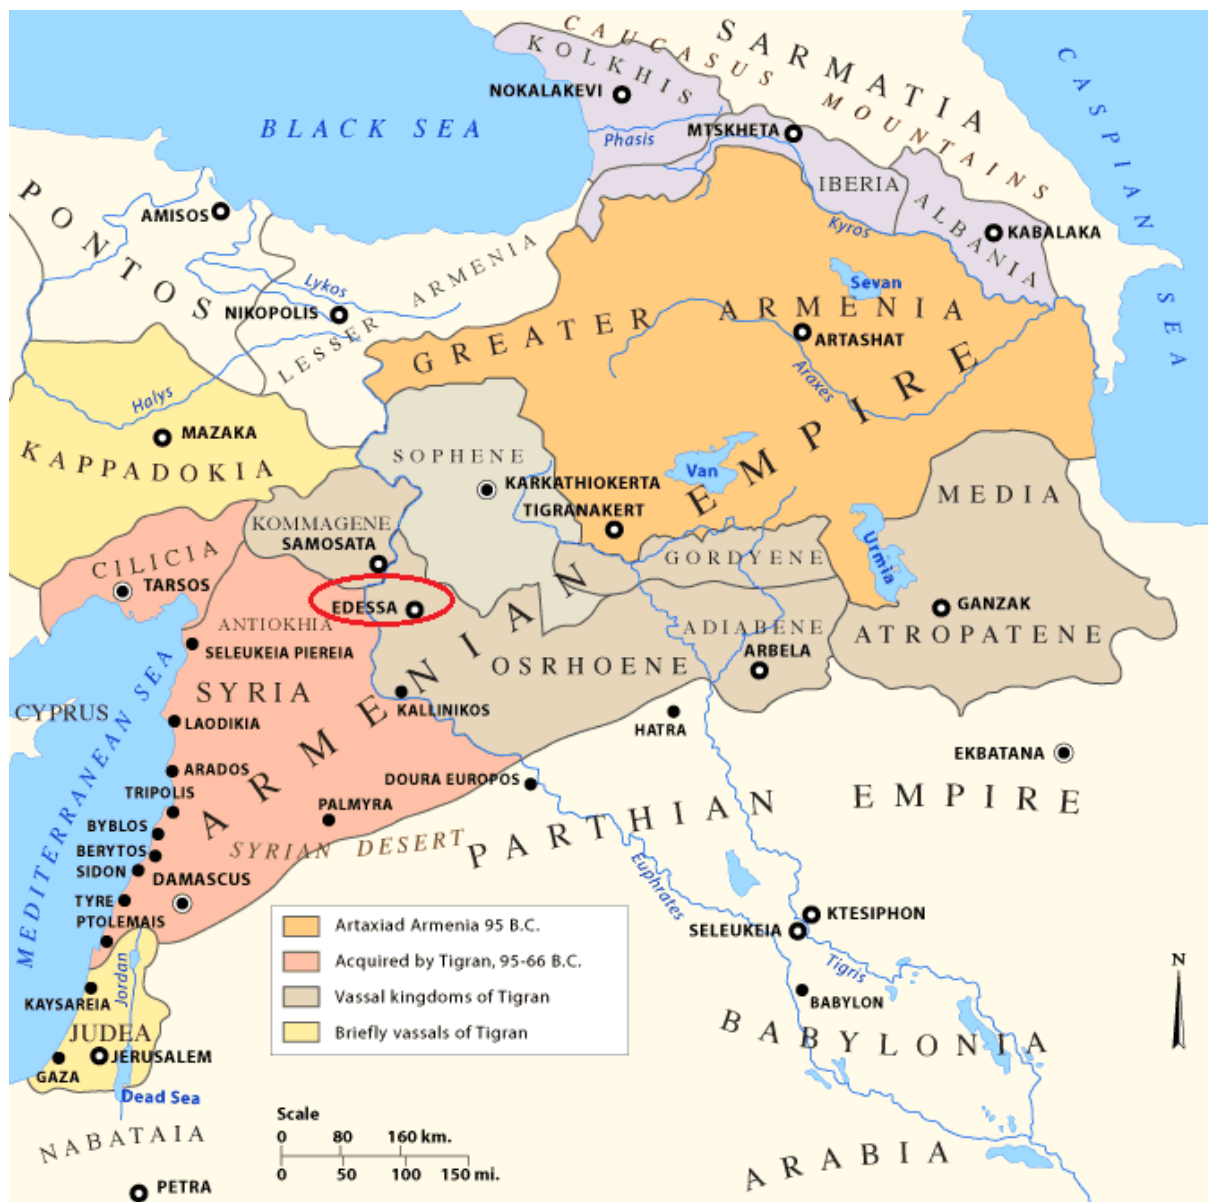 SARMATIA
CAUCASUS MOUNTAINS
KOLKHIS
NOKALAKEVI
CASPIAN SEA
BLACK SEA
Phasis
MTSKHETA
IBERIA
ALBANIA
PONTOS
AMISOS
KABALAKA
Kyros
Lykos
LESSER ARMENIA
Sevan
NIKOPOLIS
GREATER ARMENIA
ARTASHAT
Araxes
Halys
MAZAKA
KAPPADOKIA
SOPHENE
Van
KARKATHIOKERTA
TIGRANAKERT
ARMENIAN EMPIRE
MEDIA
ATROPATENE
KOMMAGENE
SAMOSATA
GORDYENE
Urmia
CILICIA
TARSOS
EDESSA
GANZAK
ANTIOKHIA
ADIABENE
SELEUKEIA PIEREIA
OSRHOENE
ARBELA
SYRIA
KALLINIKOS
CYPRUS
LAODIKIA
HATRA
MEDITERRANEAN SEA
EKBATANA
ARADOS
DOURA EUROPOS
TRIPOLIS
PALMYRA
PARTHIAN EMPIRE
BYBLOS
BERYTOS
SYRIAN DESERT
SIDON
DAMASCUS
Euphrates
TYRE
PTOLEMAIS
KTESIPHON
SELEUKEIA
Artaxiad Armenia 95 B.C.
Acquired by Tigran, 95-66 B.C.
Vassal kingdoms of Tigran
Briefly vassals of Tigran
Tigris
N
Jordan
KAYSAREIA
BABYLON
JUDEA
BABYLONIA
JERUSALEM
GAZA
Dead Sea
Scale
0 80 160 km.
0 50 100 150 mi.
NABATAIA
ARABIA
PETRA